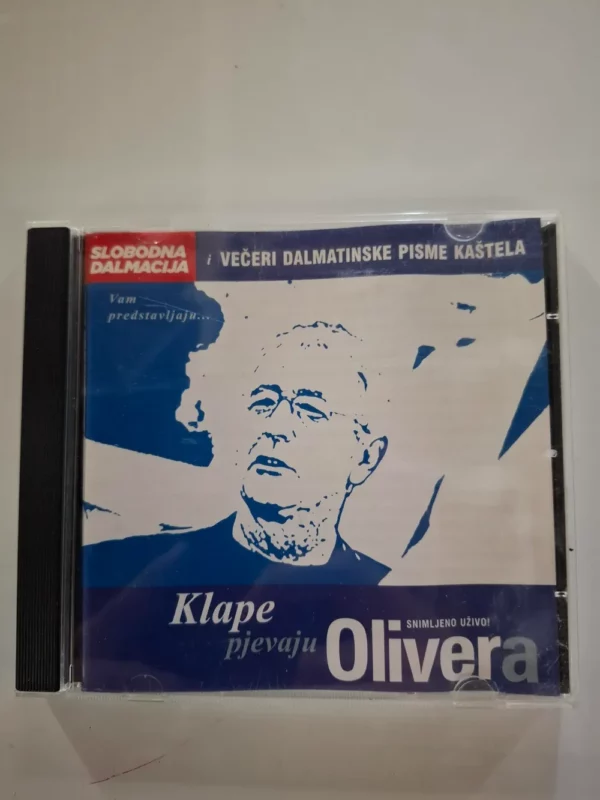 SLOBODNA
DALMACIJA
i VEČERI DALMATINSKE PISME KAŠTELA
Vam
predstavljaju...
Klape
pjevaju
SNIMLJENO UŽIVO!
Olivera